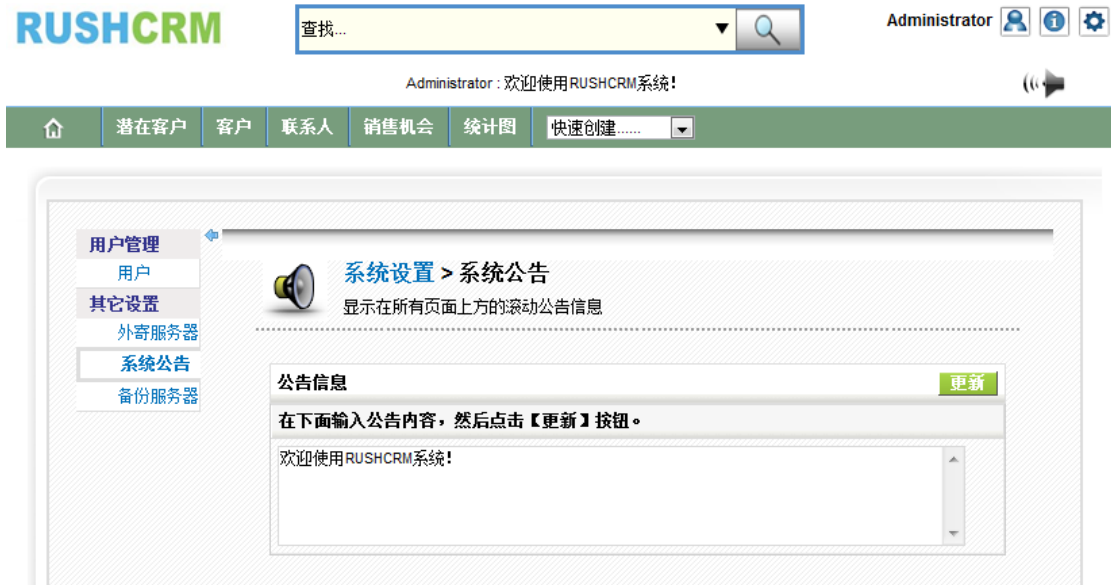 RUSHCRM
查找...
Administrator
Administrator : 欢迎使用RUSHCRM系统!
潜在客户 客户 联系人 销售机会 统计图 快速创建......
用户管理
用户
其它设置
外寄服务器
系统公告
备份服务器
系统设置 > 系统公告
显示在所有页面上方的滚动公告信息
公告信息
更新
在下面输入公告内容，然后点击【更新】按钮。
欢迎使用RUSHCRM系统!